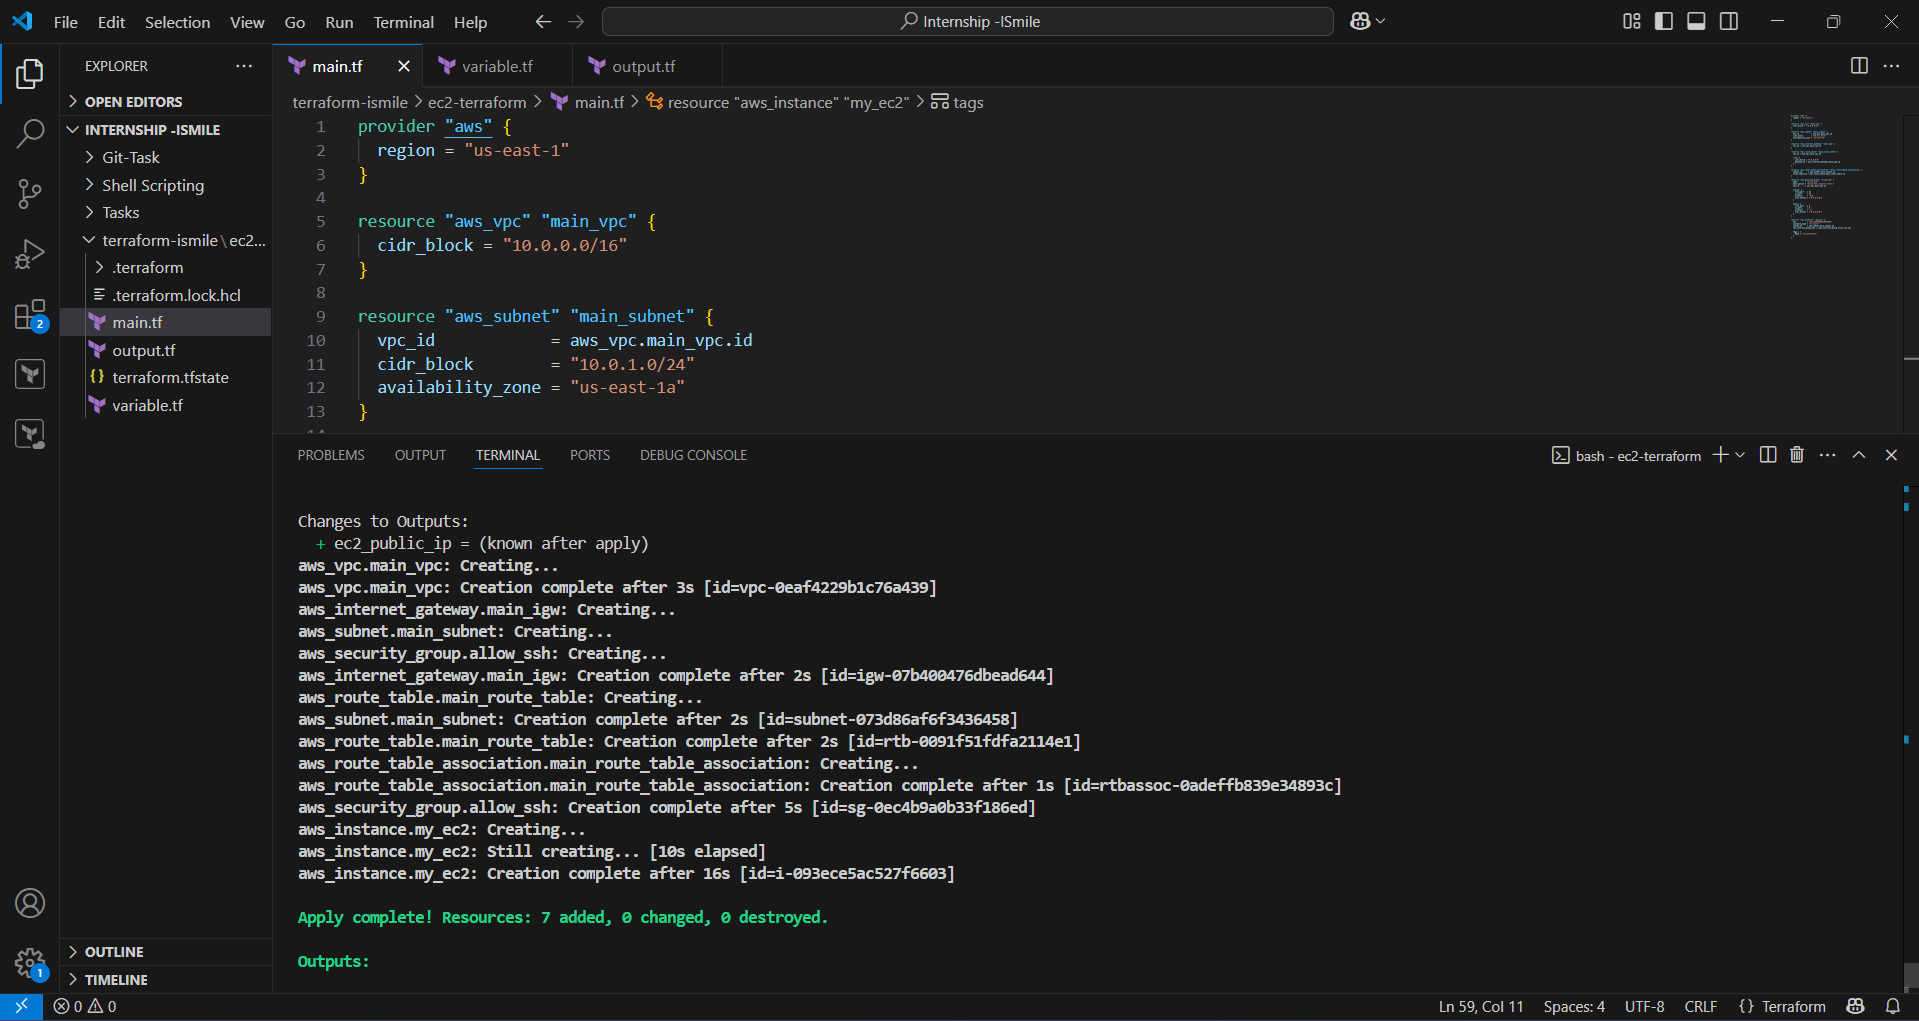 File Edit Selection View Go Run Terminal Help
Internship -ISmile
EXPLORER
OPEN EDITORS
INTERNSHIP -ISMILE
Git-Task
Shell Scripting
Tasks
terraform-ismile\ec2...
.terraform
.terraform.lock.hcl
main.tf
output.tf
terraform.tfstate
variable.tf
OUTLINE
TIMELINE
2
1
main.tf variable.tf output.tf
terraform-ismile > ec2-terraform > main.tf > resource "aws_instance" "my_ec2" > tags
1 provider "aws" {
2 region = "us-east-1"
3 }
4
5 resource "aws_vpc" "main_vpc" {
6 cidr_block = "10.0.0.0/16"
7 }
8
9 resource "aws_subnet" "main_subnet" {
10 vpc_id = aws_vpc.main_vpc.id
11 cidr_block = "10.0.1.0/24"
12 availability_zone = "us-east-1a"
13 }
14
PROBLEMS OUTPUT TERMINAL PORTS DEBUG CONSOLE
bash - ec2-terraform
Changes to Outputs:
+ ec2_public_ip = (known after apply)
aws_vpc.main_vpc: Creating...
aws_vpc.main_vpc: Creation complete after 3s [id=vpc-0eaf4229b1c76a439]
aws_internet_gateway.main_igw: Creating...
aws_subnet.main_subnet: Creating...
aws_security_group.allow_ssh: Creating...
aws_internet_gateway.main_igw: Creation complete after 2s [id=igw-07b400476dbead644]
aws_route_table.main_route_table: Creating...
aws_subnet.main_subnet: Creation complete after 2s [id=subnet-073d86af6f3436458]
aws_route_table.main_route_table: Creation complete after 2s [id=rtb-0091f51fdfa2114e1]
aws_route_table_association.main_route_table_association: Creating...
aws_route_table_association.main_route_table_association: Creation complete after 1s [id=rtbassoc-0adeffb839e34893c]
aws_security_group.allow_ssh: Creation complete after 5s [id=sg-0ec4b9a0b33f186ed]
aws_instance.my_ec2: Creating...
aws_instance.my_ec2: Still creating... [10s elapsed]
aws_instance.my_ec2: Creation complete after 16s [id=i-093ece5ac527f6603]
Apply complete! Resources: 7 added, 0 changed, 0 destroyed.
Outputs:
0 0
Ln 59, Col 11 Spaces: 4 UTF-8 CRLF {} Terraform